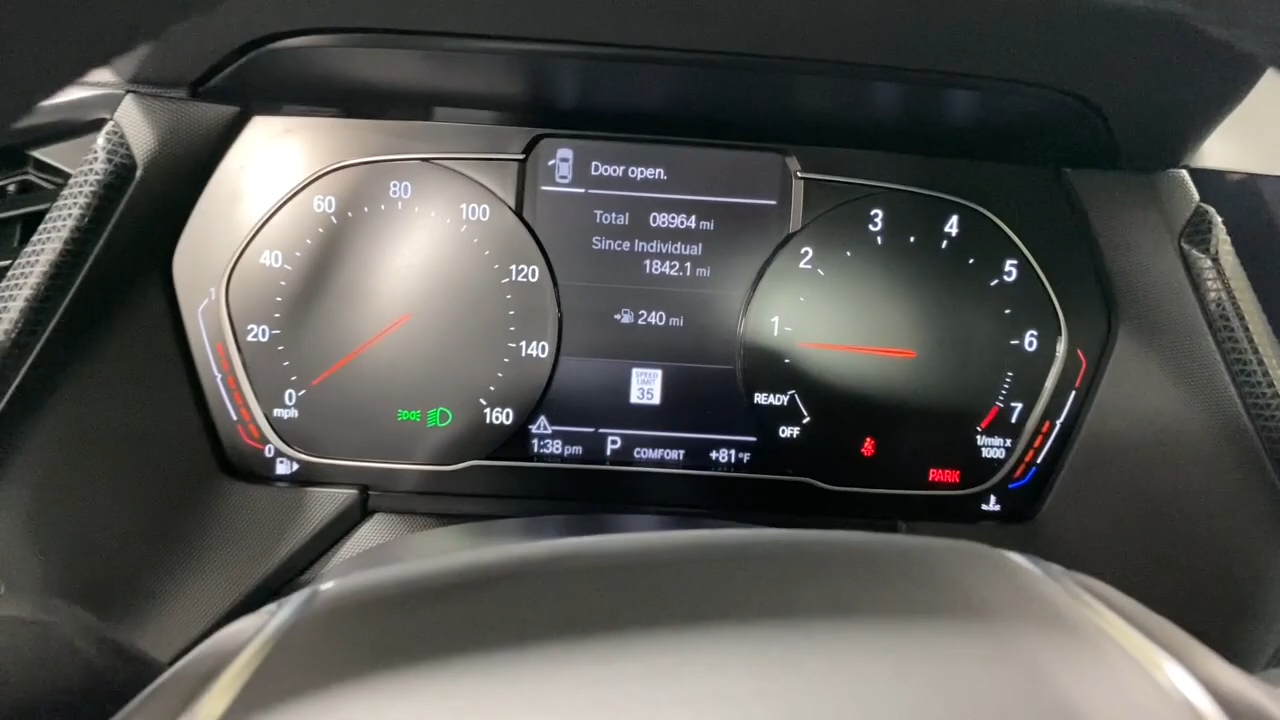 Door open.
Total 08964 mi
Since Individual
1842.1 mi
240 mi
SPEED
LIMIT
35
1:38 pm P COMFORT +81°F
0 20 40 60 80 100 120 140 160
mph
1 2 3 4 5 6 7
READY
OFF
1/min x
1000
PARK
1
0